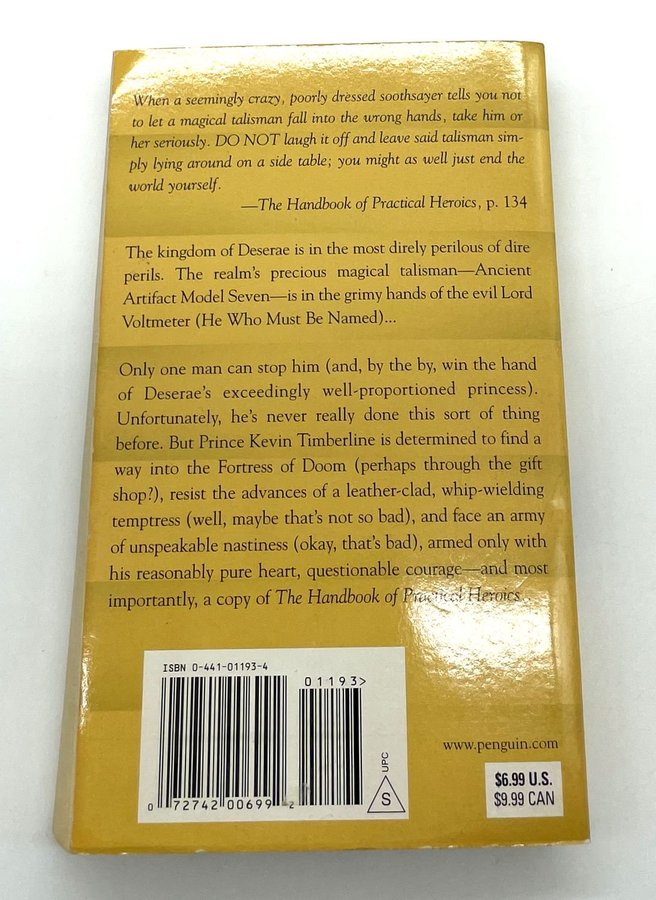 When a seemingly crazy, poorly dressed soothsayer tells you not
to let a magical talisman fall into the wrong hands, take him or
her seriously. DO NOT laugh it off and leave said talisman sim-
ply lying around on a side table; you might as well just end the
world yourself.
—The Handbook of Practical Heroics, p. 134
The kingdom of Deserae is in the most direly perilous of dire
perils. The realm's precious magical talisman—Ancient
Artifact Model Seven—is in the grimy hands of the evil Lord
Voltmeter (He Who Must Be Named)...
Only one man can stop him (and, by the by, win the hand
of Deserae's exceedingly well-proportioned princess).
Unfortunately, he's never really done this sort of thing
before. But Prince Kevin Timberline is determined to find a
way into the Fortress of Doom (perhaps through the gift
shop?), resist the advances of a leather-clad, whip-wielding
temptress (well, maybe that's not so bad), and face an army
of unspeakable nastiness (okay, that's bad), armed only with
his reasonably pure heart, questionable courage—and most
importantly, a copy of The Handbook of Practical Heroics.
ISBN 0-441-01193-4
01193>
0 72742 00699 2
UPC
S
www.penguin.com
$6.99 U.S.
$9.99 CAN